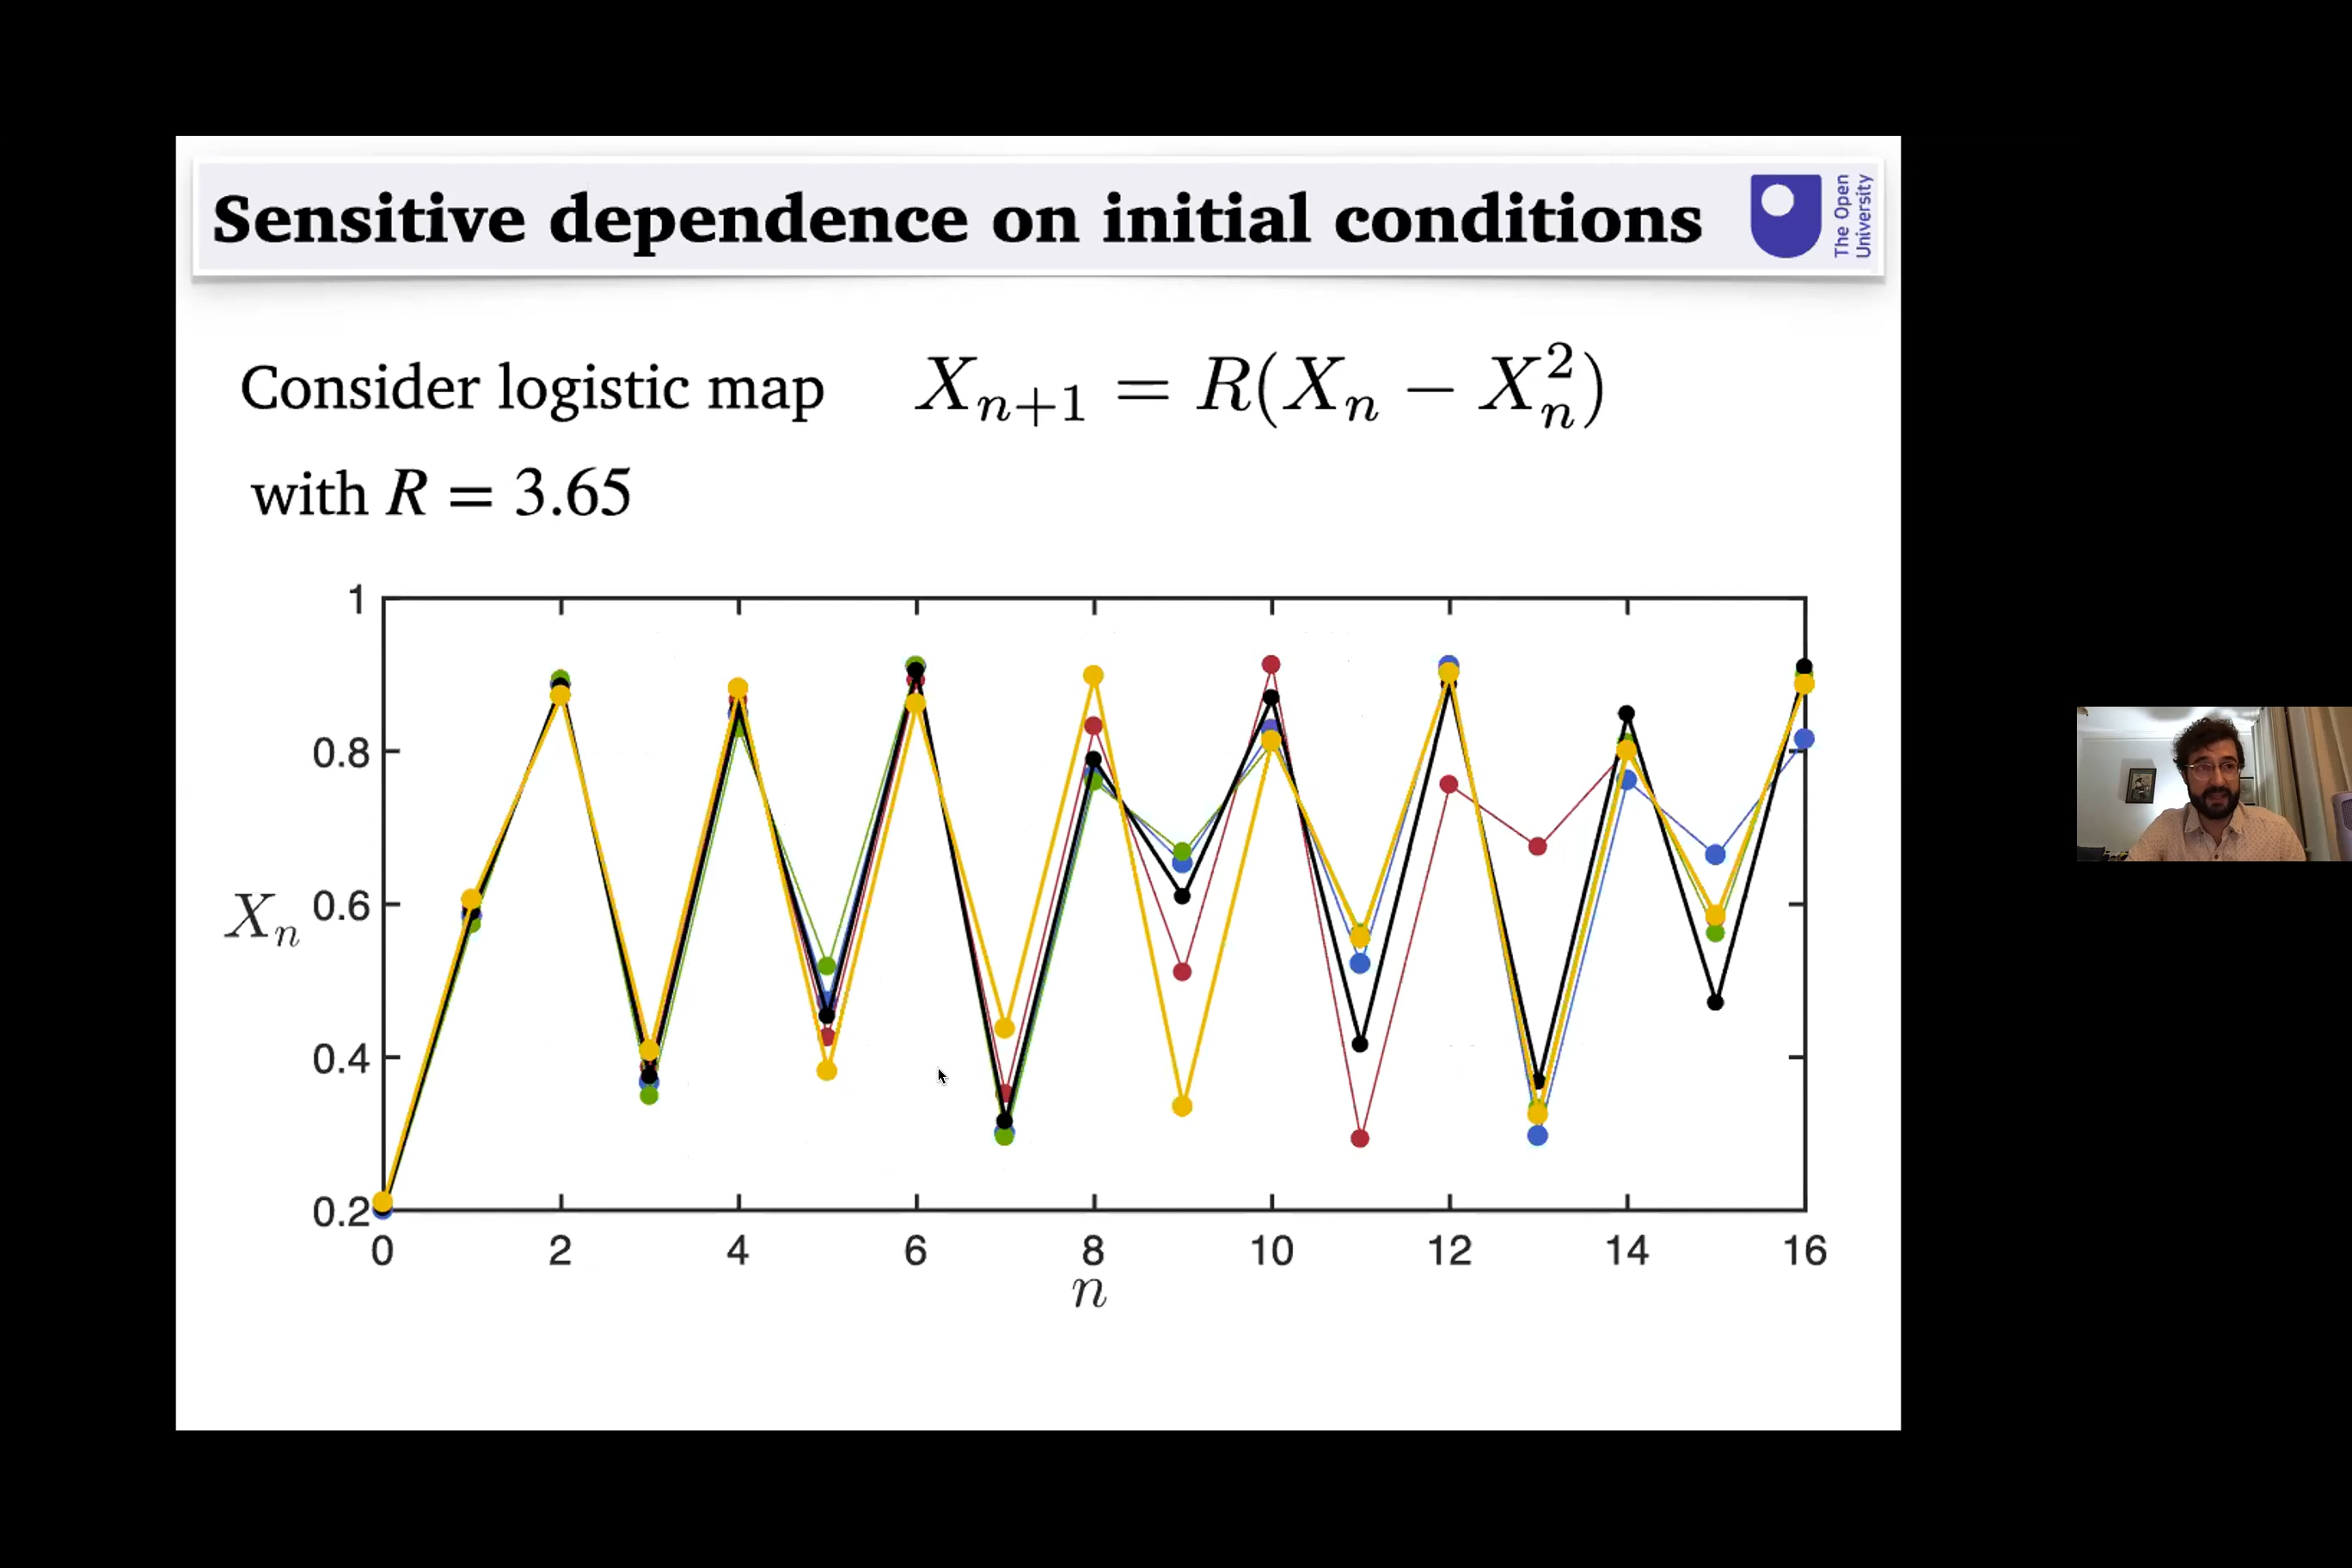 Sensitive dependence on initial conditions
The Open
University
Consider logistic map X_{n+1} = R(X_n − X_n^2)
with R = 3.65
1
0.8
0.6
0.4
0.2
X_n
0 2 4 6 8 10 12 14 16
n